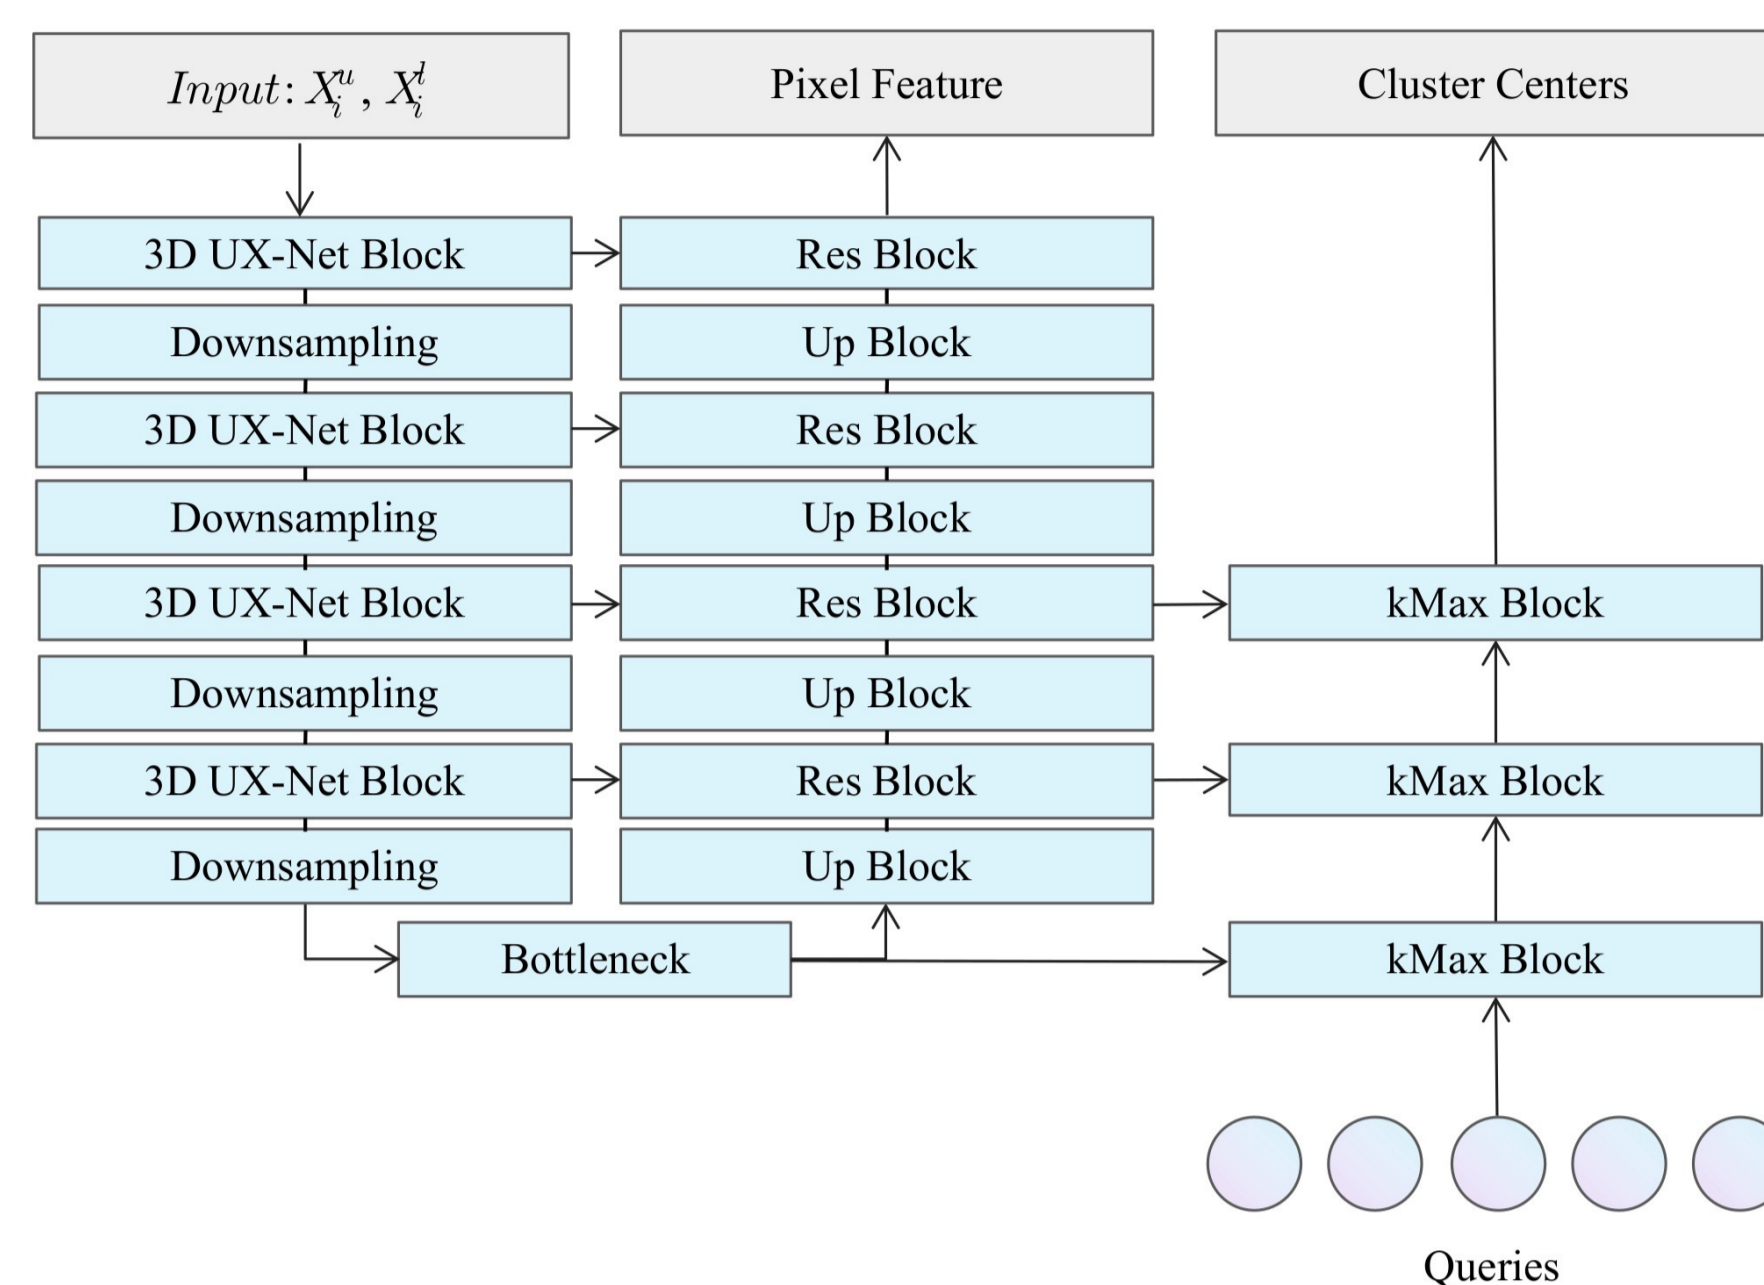 Input: X_i^u, X_i^l
Pixel Feature
Cluster Centers
3D UX-Net Block
Res Block
Downsampling
Up Block
3D UX-Net Block
Res Block
Downsampling
Up Block
3D UX-Net Block
Res Block
kMax Block
Downsampling
Up Block
3D UX-Net Block
Res Block
kMax Block
Downsampling
Up Block
Bottleneck
kMax Block
Queries